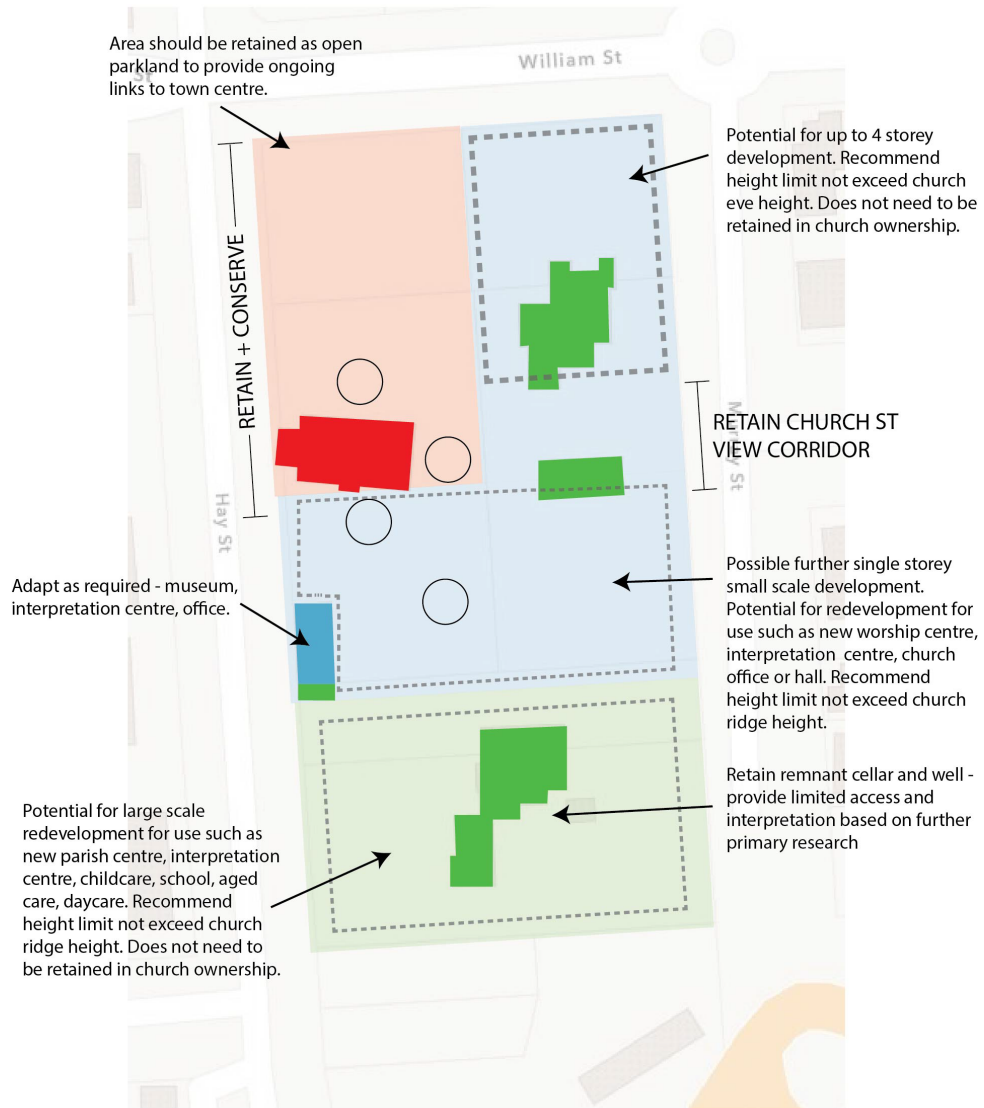 Area should be retained as open
parkland to provide ongoing
links to town centre.
St
William St
Potential for up to 4 storey
development. Recommend
height limit not exceed church
eve height. Does not need to be
retained in church ownership.
RETAIN + CONSERVE
RETAIN CHURCH ST
VIEW CORRIDOR
Hay St
Adapt as required - museum,
interpretation centre, office.
Possible further single storey
small scale development.
Potential for redevelopment for
use such as new worship centre,
interpretation centre, church
office or hall. Recommend
height limit not exceed church
ridge height.
Retain remnant cellar and well -
provide limited access and
interpretation based on further
primary research
Potential for large scale
redevelopment for use such as
new parish centre, interpretation
centre, childcare, school, aged
care, daycare. Recommend
height limit not exceed church
ridge height. Does not need to
be retained in church ownership.